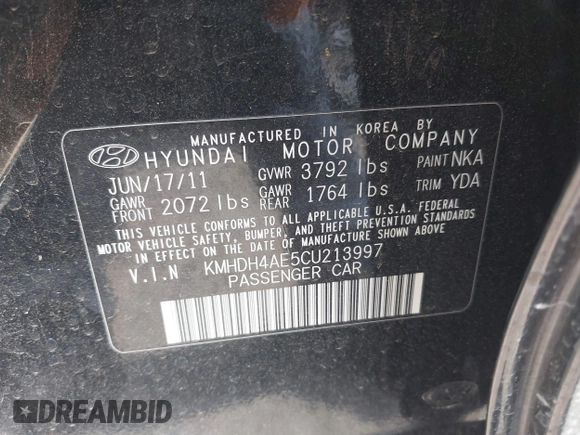 MANUFACTURED IN KOREA BY
HYUNDAI MOTOR COMPANY
JUN/17/11 GVWR 3792 lbs PAINT NKA
GAWR FRONT 2072 lbs GAWR REAR 1764 lbs TRIM YDA
THIS VEHICLE CONFORMS TO ALL APPLICABLE U.S.A. FEDERAL
MOTOR VEHICLE SAFETY, BUMPER, AND THEFT PREVENTION STANDARDS
IN EFFECT ON THE DATE OF MANUFACTURE SHOWN ABOVE.
V.I.N KMHDH4AE5CU213997
PASSENGER CAR
DREAMBID